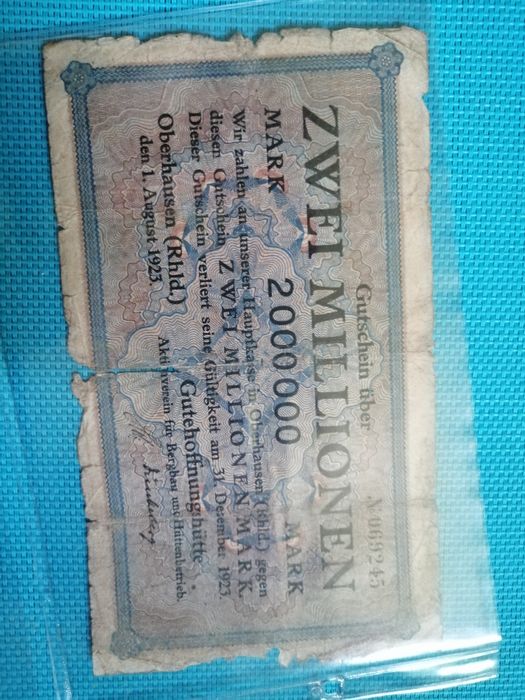 Gutschein über
№ 069245
ZWEI MILLIONEN
MARK 2000000 MARK
Wir zahlen an unserer Hauptkasse in Oberhausen (Rhld.) gegen
diesen Gutschein ZWEI MILLIONEN MARK.
Dieser Gutschein verliert seine Gültigkeit am 31. Dezember 1923.
Oberhausen (Rhld.)
den 1. August 1923.
Gutehoffnungshütte
Aktienverein für Bergbau und Hüttenbetrieb.